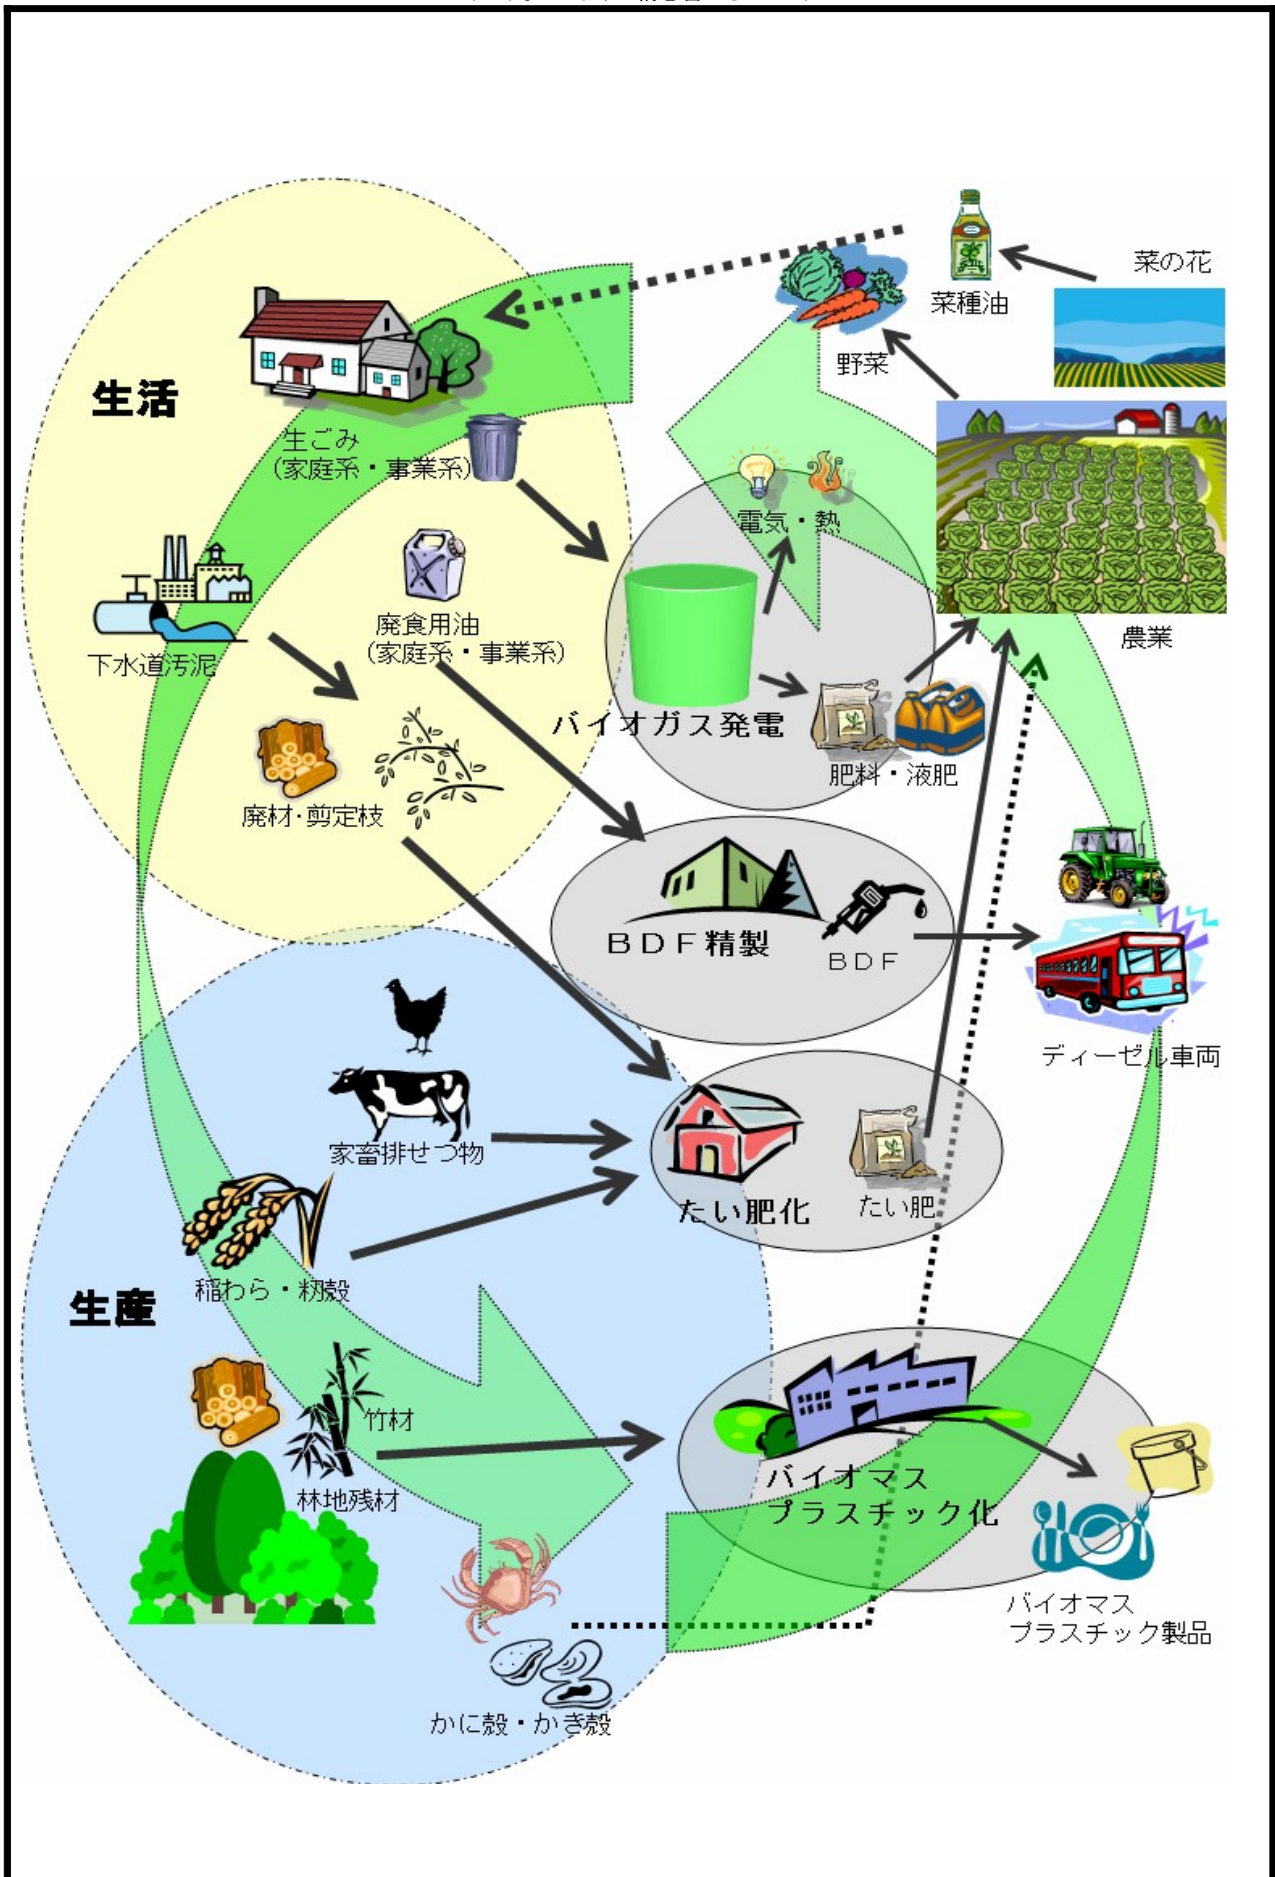 菜の花
菜種油
野菜
生活
生ごみ
(家庭系・事業系)
電気・熱
廃食用油
(家庭系・事業系)
農業
下水道汚泥
バイオガス発電
肥料・液肥
廃材・剪定枝
BDF精製
BDF
ディーゼル車両
家畜排せつ物
たい肥化
たい肥
稲わら・籾殻
生産
竹材
林地残材
バイオマス
プラスチック化
バイオマス
プラスチック製品
かに殻・かき殻